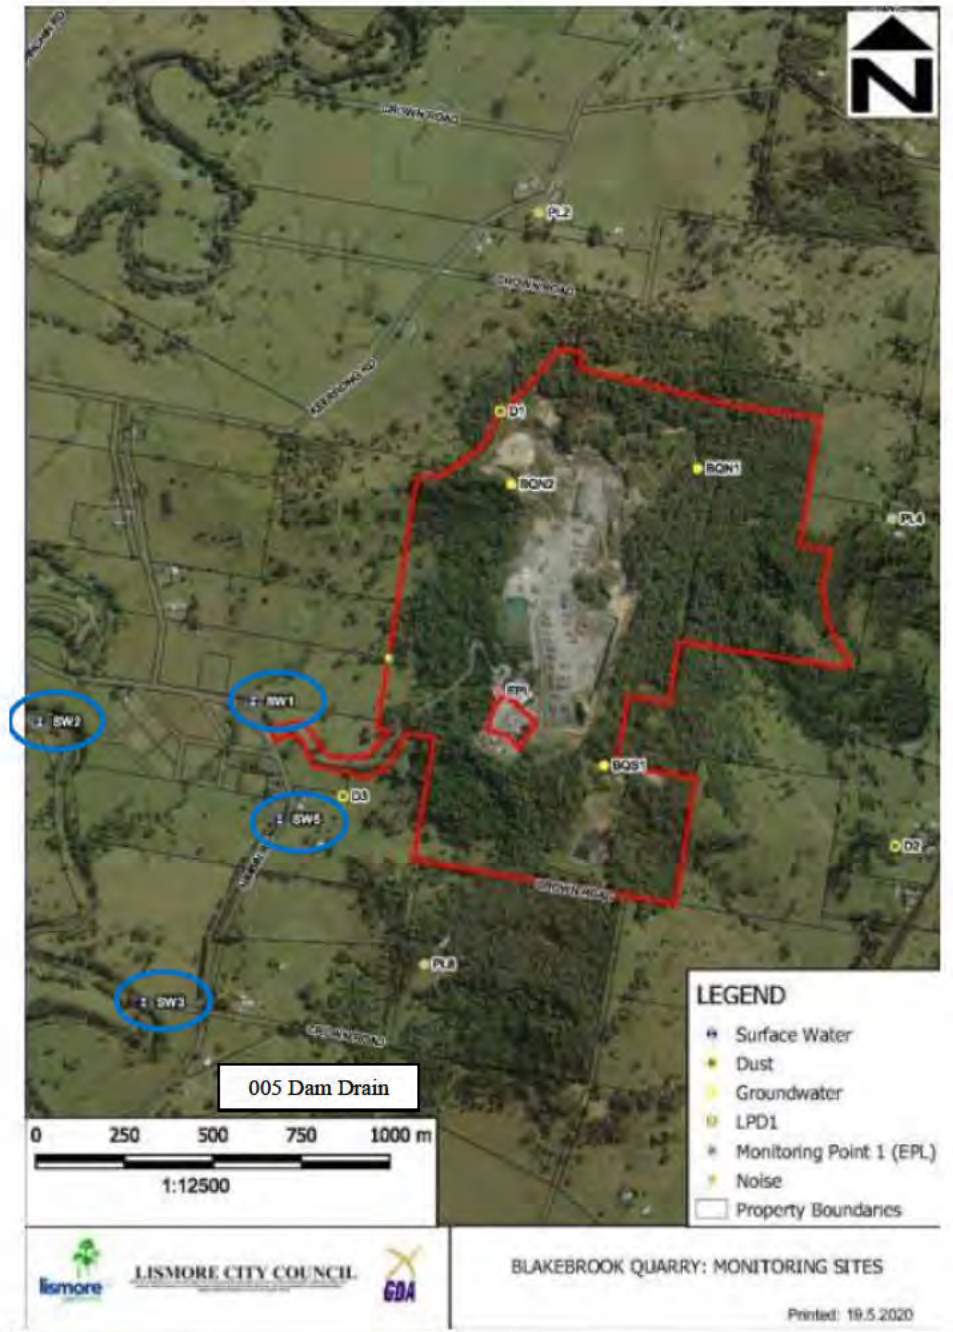 N
CROWN ROAD
PL2
CROWN ROAD
KEERRONG RD
D1
BQN2
BQN1
PL4
EPL
SW1
SW2
BQS1
D3
SW5
D2
CROWN ROAD
PL8
SW3
CROWN ROAD
005 Dam Drain
0 250 500 750 1000 m
1:12500
LEGEND
Surface Water
Dust
Groundwater
LPD1
Monitoring Point 1 (EPL)
Noise
Property Boundaries
lismore
LISMORE CITY COUNCIL
GDA
BLAKEBROOK QUARRY: MONITORING SITES
Printed: 19.5.2020